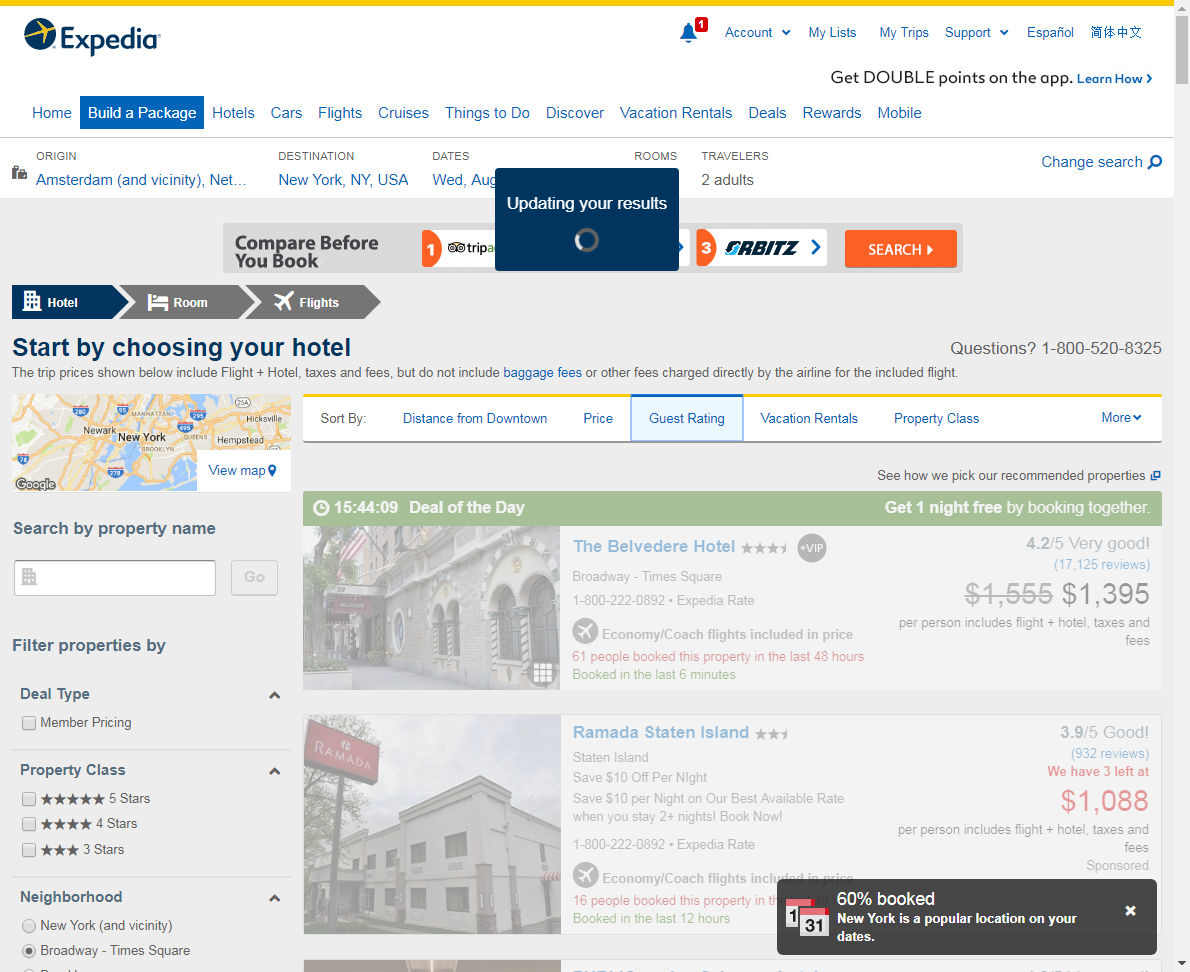 Expedia
1
Account
My Lists
My Trips
Support
Español
简体中文
Get DOUBLE points on the app. Learn How
Home
Build a Package
Hotels
Cars
Flights
Cruises
Things to Do
Discover
Vacation Rentals
Deals
Rewards
Mobile
ORIGIN
Amsterdam (and vicinity), Net...
DESTINATION
New York, NY, USA
DATES
Wed, Aug
ROOMS
TRAVELERS
2 adults
Change search
Updating your results
Compare Before
You Book
1
tripa
3
ORBITZ
SEARCH
Hotel
Room
Flights
Start by choosing your hotel
Questions? 1-800-520-8325
The trip prices shown below include Flight + Hotel, taxes and fees, but do not include baggage fees or other fees charged directly by the airline for the included flight.
280
95
MANHATTAN
295
25A
Hicksville
Newark
New York
495
QUEENS
Hempstead
BROOKLYN
78
278
Google
View map
Sort By:
Distance from Downtown
Price
Guest Rating
Vacation Rentals
Property Class
More
See how we pick our recommended properties
Search by property name
Go
Filter properties by
Deal Type
Member Pricing
Property Class
5 Stars
4 Stars
3 Stars
Neighborhood
New York (and vicinity)
Broadway - Times Square
15:44:09 Deal of the Day
Get 1 night free by booking together.
The Belvedere Hotel
+VIP
Broadway - Times Square
1-800-222-0892 • Expedia Rate
Economy/Coach flights included in price
61 people booked this property in the last 48 hours
Booked in the last 6 minutes
4.2/5 Very good!
(17,125 reviews)
$1,555 $1,395
per person includes flight + hotel, taxes and
fees
RAMADA
Ramada Staten Island
Staten Island
Save $10 Off Per NIght
Save $10 per Night on Our Best Available Rate
when you stay 2+ nights! Book Now!
1-800-222-0892 • Expedia Rate
Economy/Coach flights included in price
16 people booked this property in the
Booked in the last 12 hours
3.9/5 Good!
(932 reviews)
We have 3 left at
$1,088
per person includes flight + hotel, taxes and
fees
Sponsored
1
31
60% booked
New York is a popular location on your
dates.